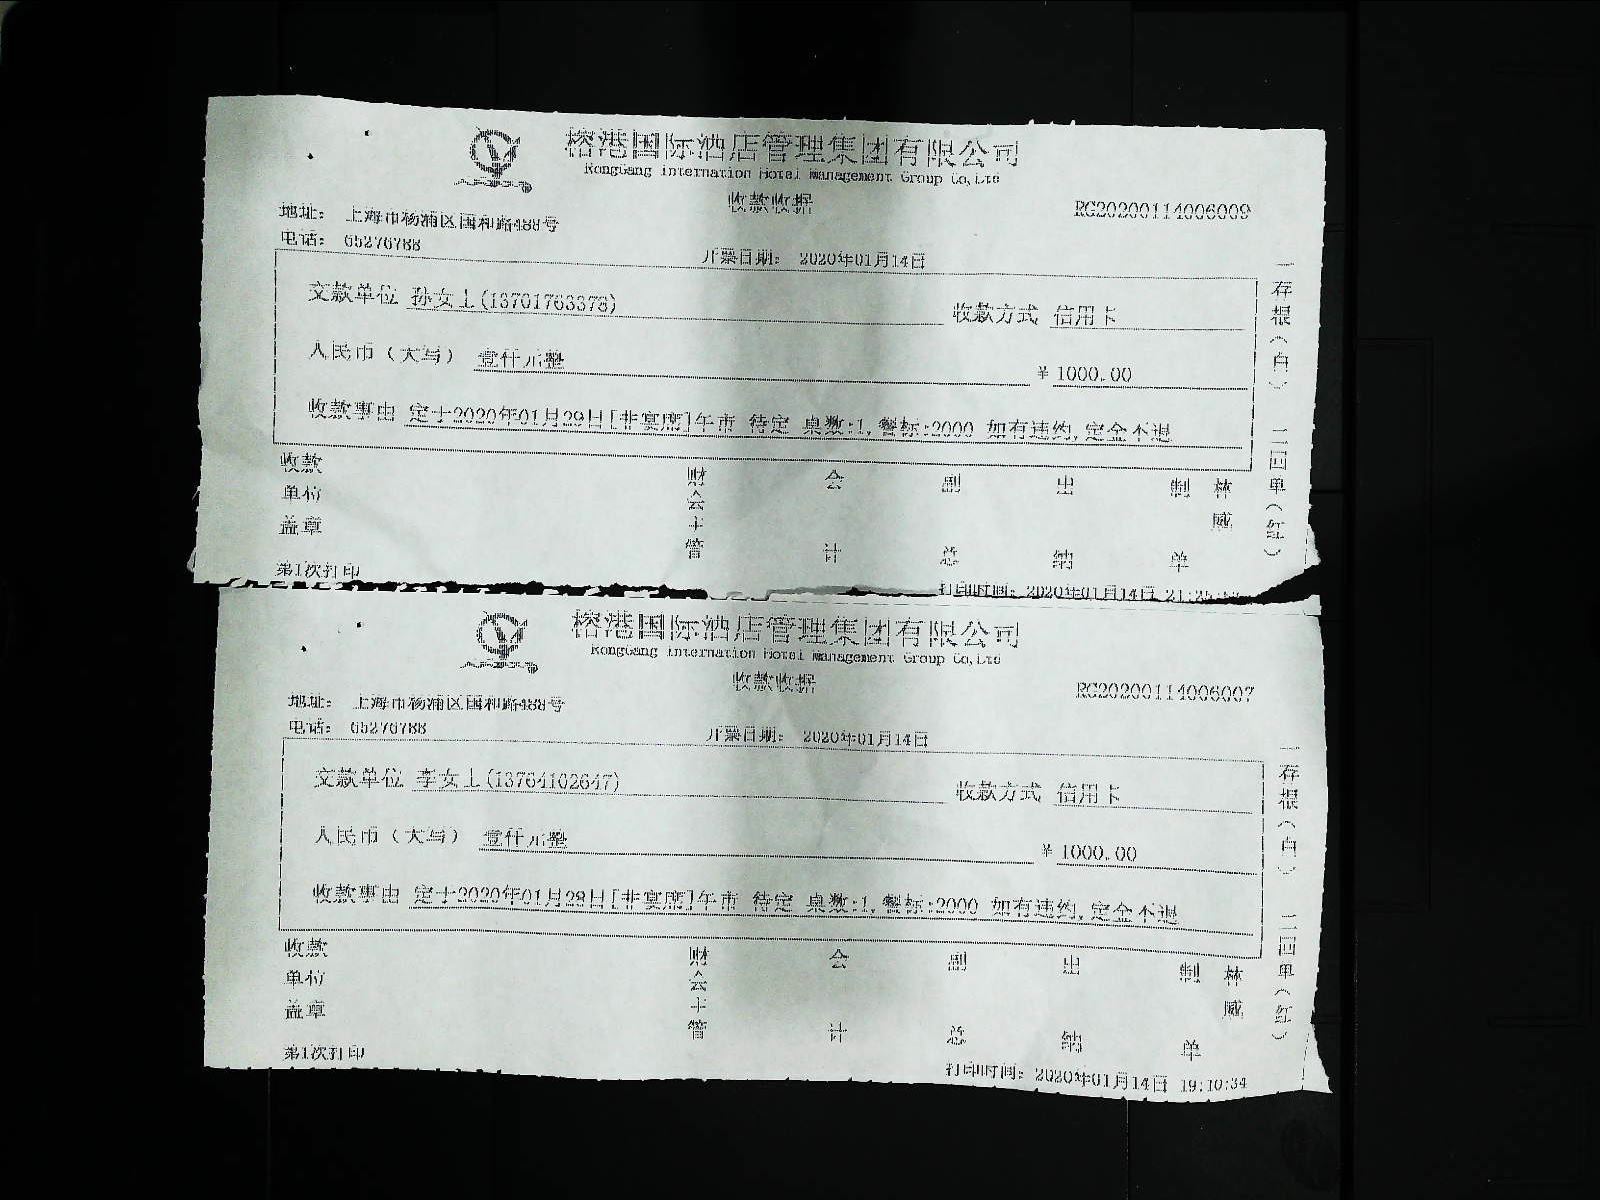 榕港国际酒店管理集团有限公司
RongGang International Hotel Management Group Co,Ltd
收款收据
RG20200114006009
地址： 上海市杨浦区国和路488号
电话： 65276788
开票日期： 2020年01月14日
交款单位 孙女士(13701763378) 收款方式 信用卡
人民币（大写） 壹仟元整 ¥ 1000.00
收款事由 定于2020年01月29日[非宴席]午市 待定 桌数:1,餐标:2000 如有违约,定金不退
一存根（白） 二回单（红）
收款单位盖章 财会主管 会计 副总 出纳 制单 林威
第1次打印
打印时间： 2020年01月14日
榕港国际酒店管理集团有限公司
RongGang International Hotel Management Group Co,Ltd
收款收据
RG20200114006007
地址： 上海市杨浦区国和路488号
电话： 65276788
开票日期： 2020年01月14日
交款单位 李女士(13764102647) 收款方式 信用卡
人民币（大写） 壹仟元整 ¥ 1000.00
收款事由 定于2020年01月28日[非宴席]午市 待定 桌数:1,餐标:2000 如有违约,定金不退
一存根（白） 二回单（红）
收款单位盖章 财会主管 会计 副总 出纳 制单 林威
第1次打印
打印时间： 2020年01月14日 19:10:34